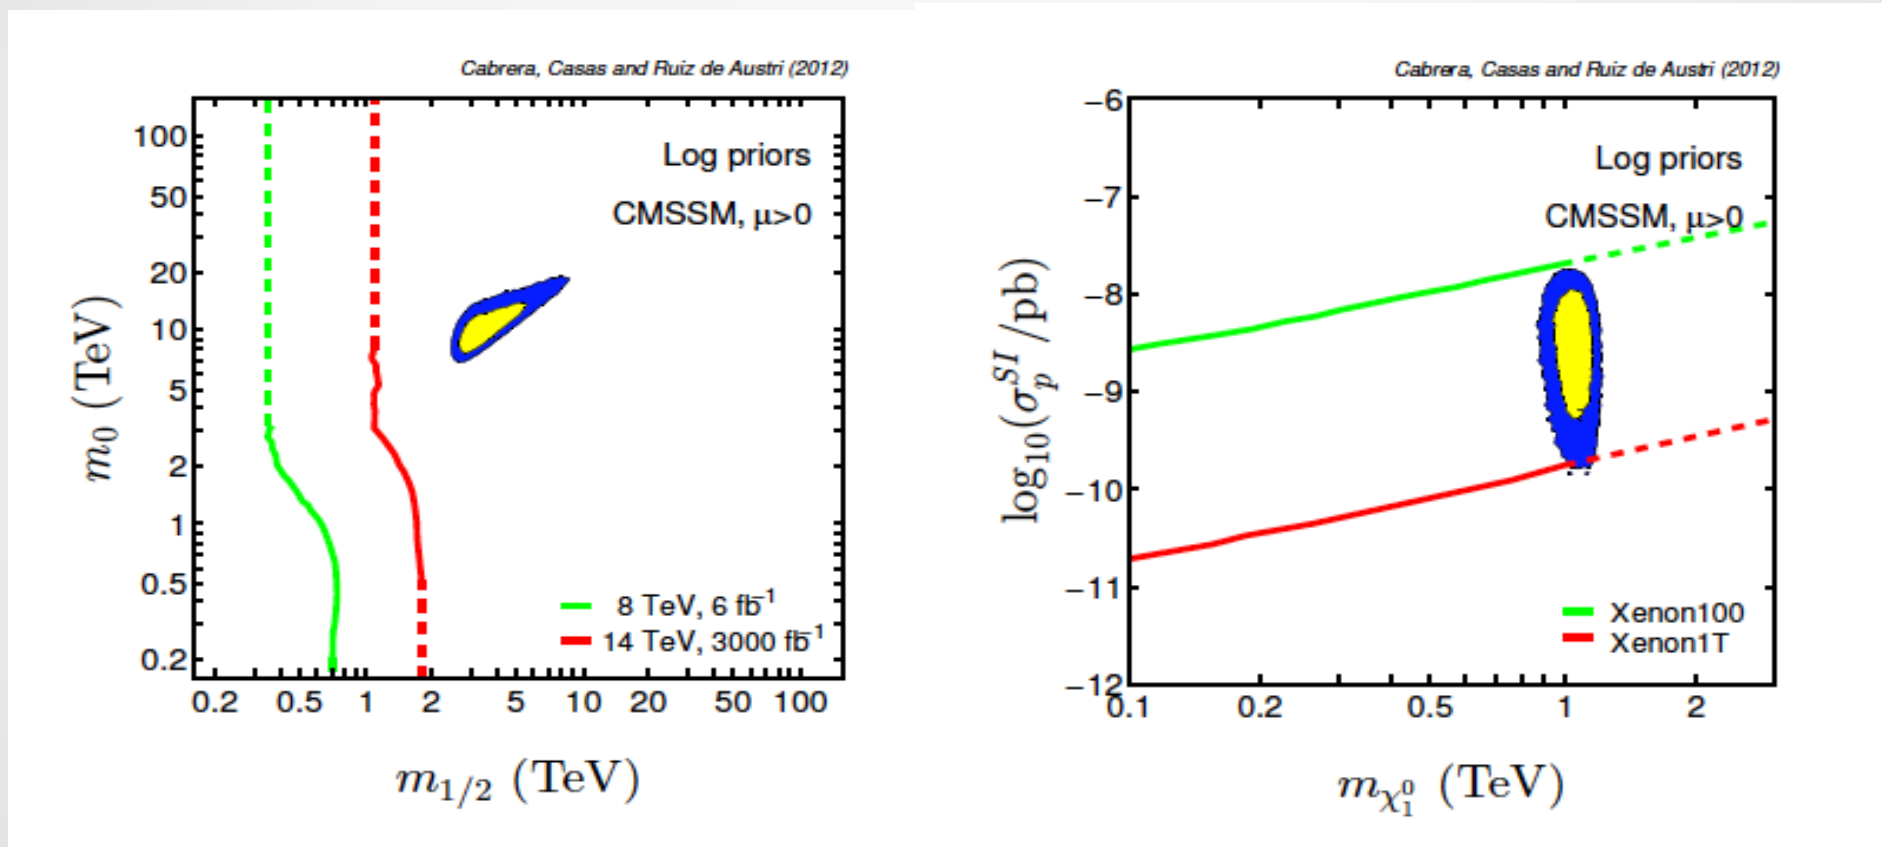 Cabrera, Casas and Ruiz de Austri (2012)
Log priors
CMSSM, μ>0
100
50
20
10
5
2
1
0.5
0.2
m₀ (TeV)
8 TeV, 6 fb⁻¹
14 TeV, 3000 fb⁻¹
0.2 0.5 1 2 5 10 20 50 100
m₁/₂ (TeV)
Cabrera, Casas and Ruiz de Austri (2012)
Log priors
CMSSM, μ>0
−6
−7
−8
−9
−10
−11
−12
log₁₀(σₚˢᴵ/pb)
Xenon100
Xenon1T
0.1 0.2 0.5 1 2
m_χ₁⁰ (TeV)